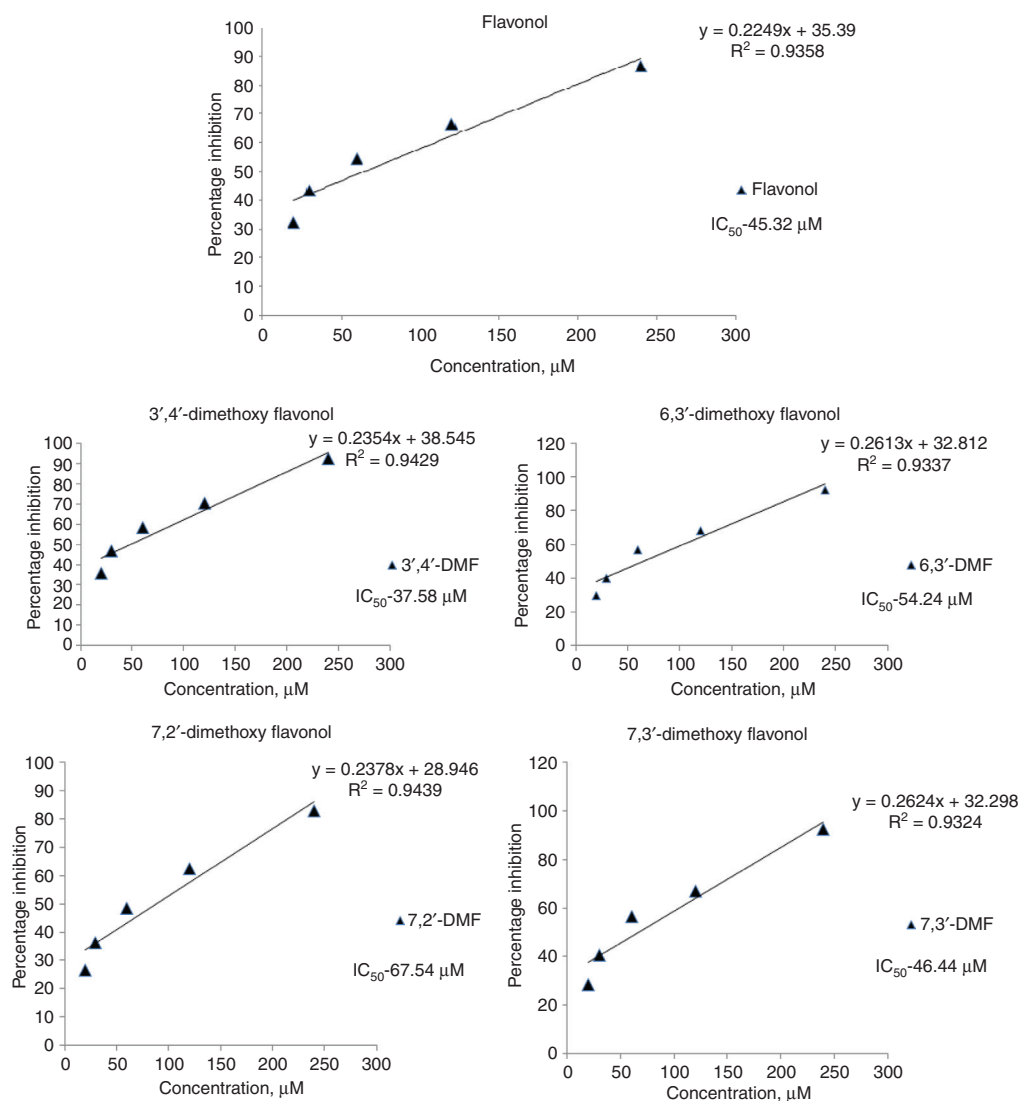 Flavonol
y = 0.2249x + 35.39
R² = 0.9358
100
90
80
70
60
50
40
30
20
10
0
Percentage inhibition
0 50 100 150 200 250 300
Concentration, μM
Flavonol
IC₅₀-45.32 μM
3′,4′-dimethoxy flavonol
y = 0.2354x + 38.545
R² = 0.9429
100
90
80
70
60
50
40
30
20
10
0
Percentage inhibition
0 50 100 150 200 250 300
Concentration, μM
3′,4′-DMF
IC₅₀-37.58 μM
6,3′-dimethoxy flavonol
y = 0.2613x + 32.812
R² = 0.9337
120
100
80
60
40
20
0
Percentage inhibition
0 50 100 150 200 250 300
Concentration, μM
6,3′-DMF
IC₅₀-54.24 μM
7,2′-dimethoxy flavonol
y = 0.2378x + 28.946
R² = 0.9439
100
90
80
70
60
50
40
30
20
10
0
Percentage inhibition
0 50 100 150 200 250 300
Concentration, μM
7,2′-DMF
IC₅₀-67.54 μM
7,3′-dimethoxy flavonol
y = 0.2624x + 32.298
R² = 0.9324
120
100
80
60
40
20
0
Percentage inhibition
0 50 100 150 200 250 300
Concentration, μM
7,3′-DMF
IC₅₀-46.44 μM